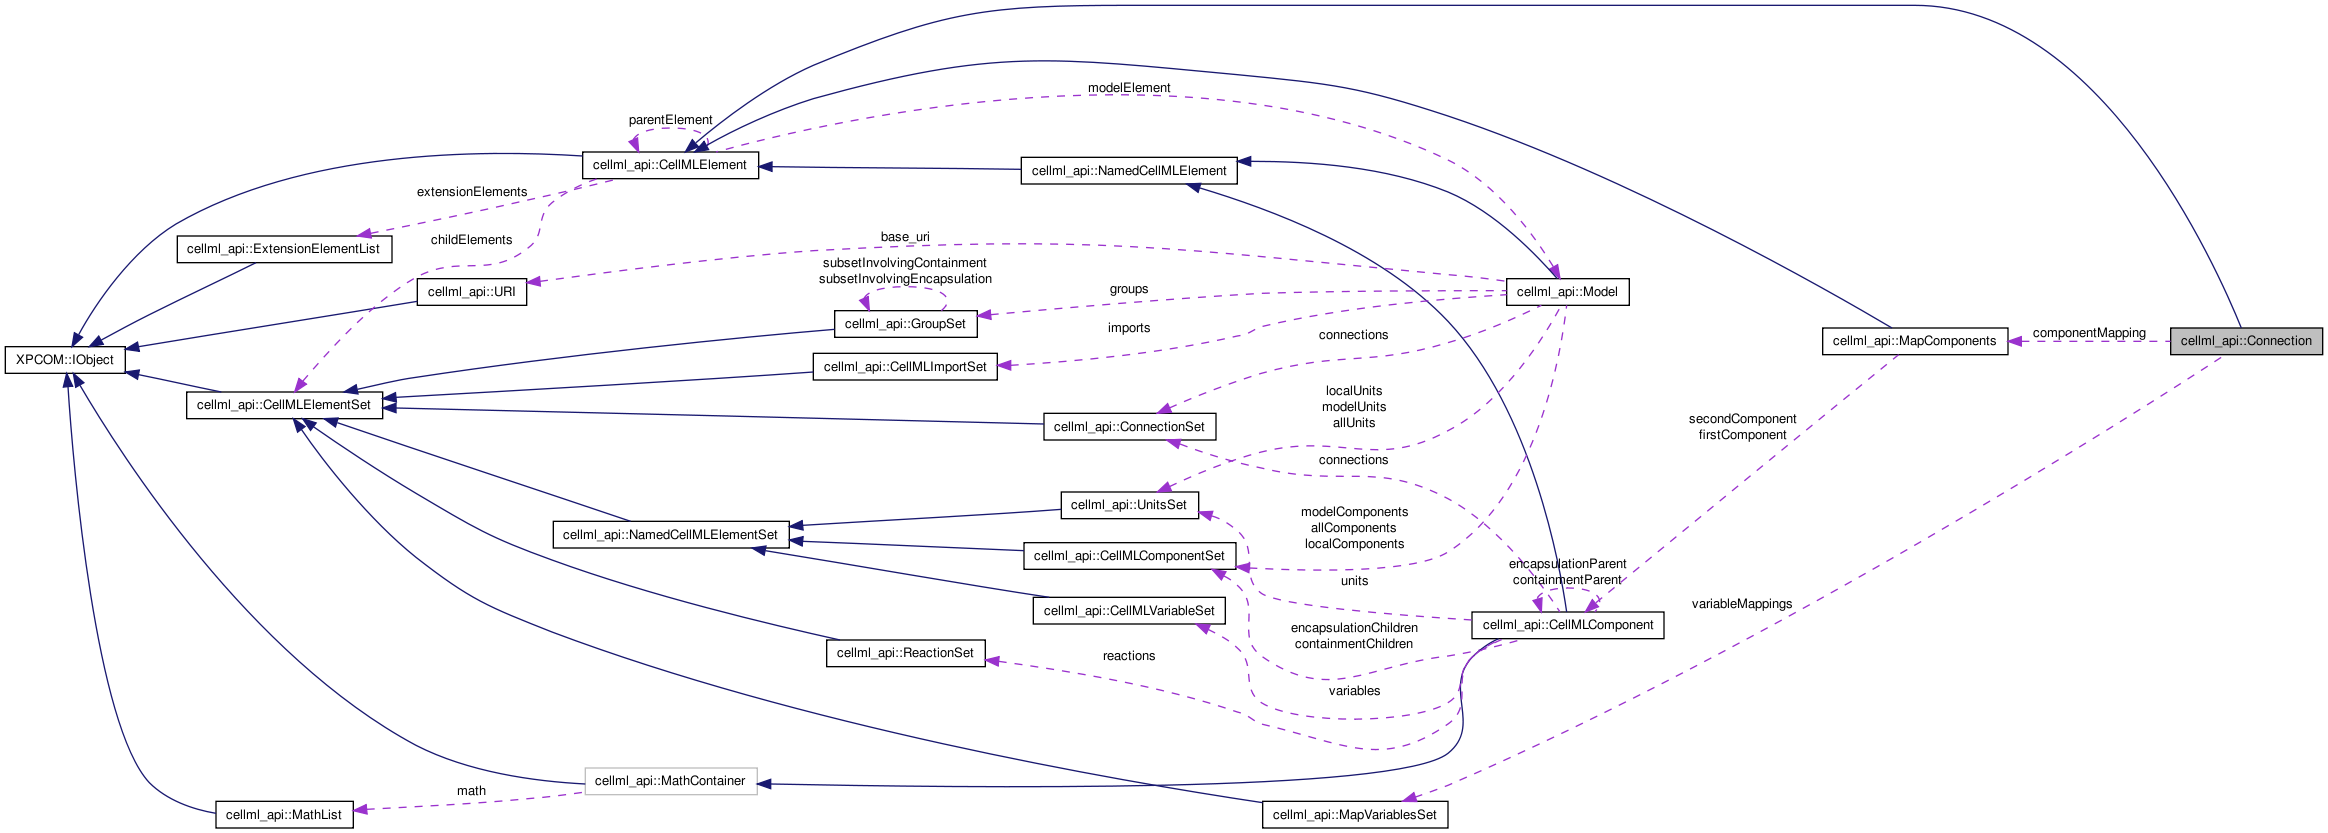 modelElement
parentElement
cellml_api::CellMLElement
cellml_api::NamedCellMLElement
extensionElements
childElements
base_uri
cellml_api::ExtensionElementList
subsetInvolvingContainment
subsetInvolvingEncapsulation
cellml_api::URI
groups
cellml_api::Model
cellml_api::GroupSet
imports
connections
componentMapping
cellml_api::MapComponents
cellml_api::Connection
XPCOM::IObject
cellml_api::CellMLImportSet
localUnits
modelUnits
allUnits
cellml_api::CellMLElementSet
cellml_api::ConnectionSet
secondComponent
firstComponent
connections
cellml_api::UnitsSet
modelComponents
allComponents
localComponents
cellml_api::NamedCellMLElementSet
cellml_api::CellMLComponentSet
encapsulationParent
containmentParent
units
cellml_api::CellMLVariableSet
variableMappings
cellml_api::CellMLComponent
encapsulationChildren
containmentChildren
cellml_api::ReactionSet
reactions
variables
cellml_api::MathContainer
math
cellml_api::MathList
cellml_api::MapVariablesSet